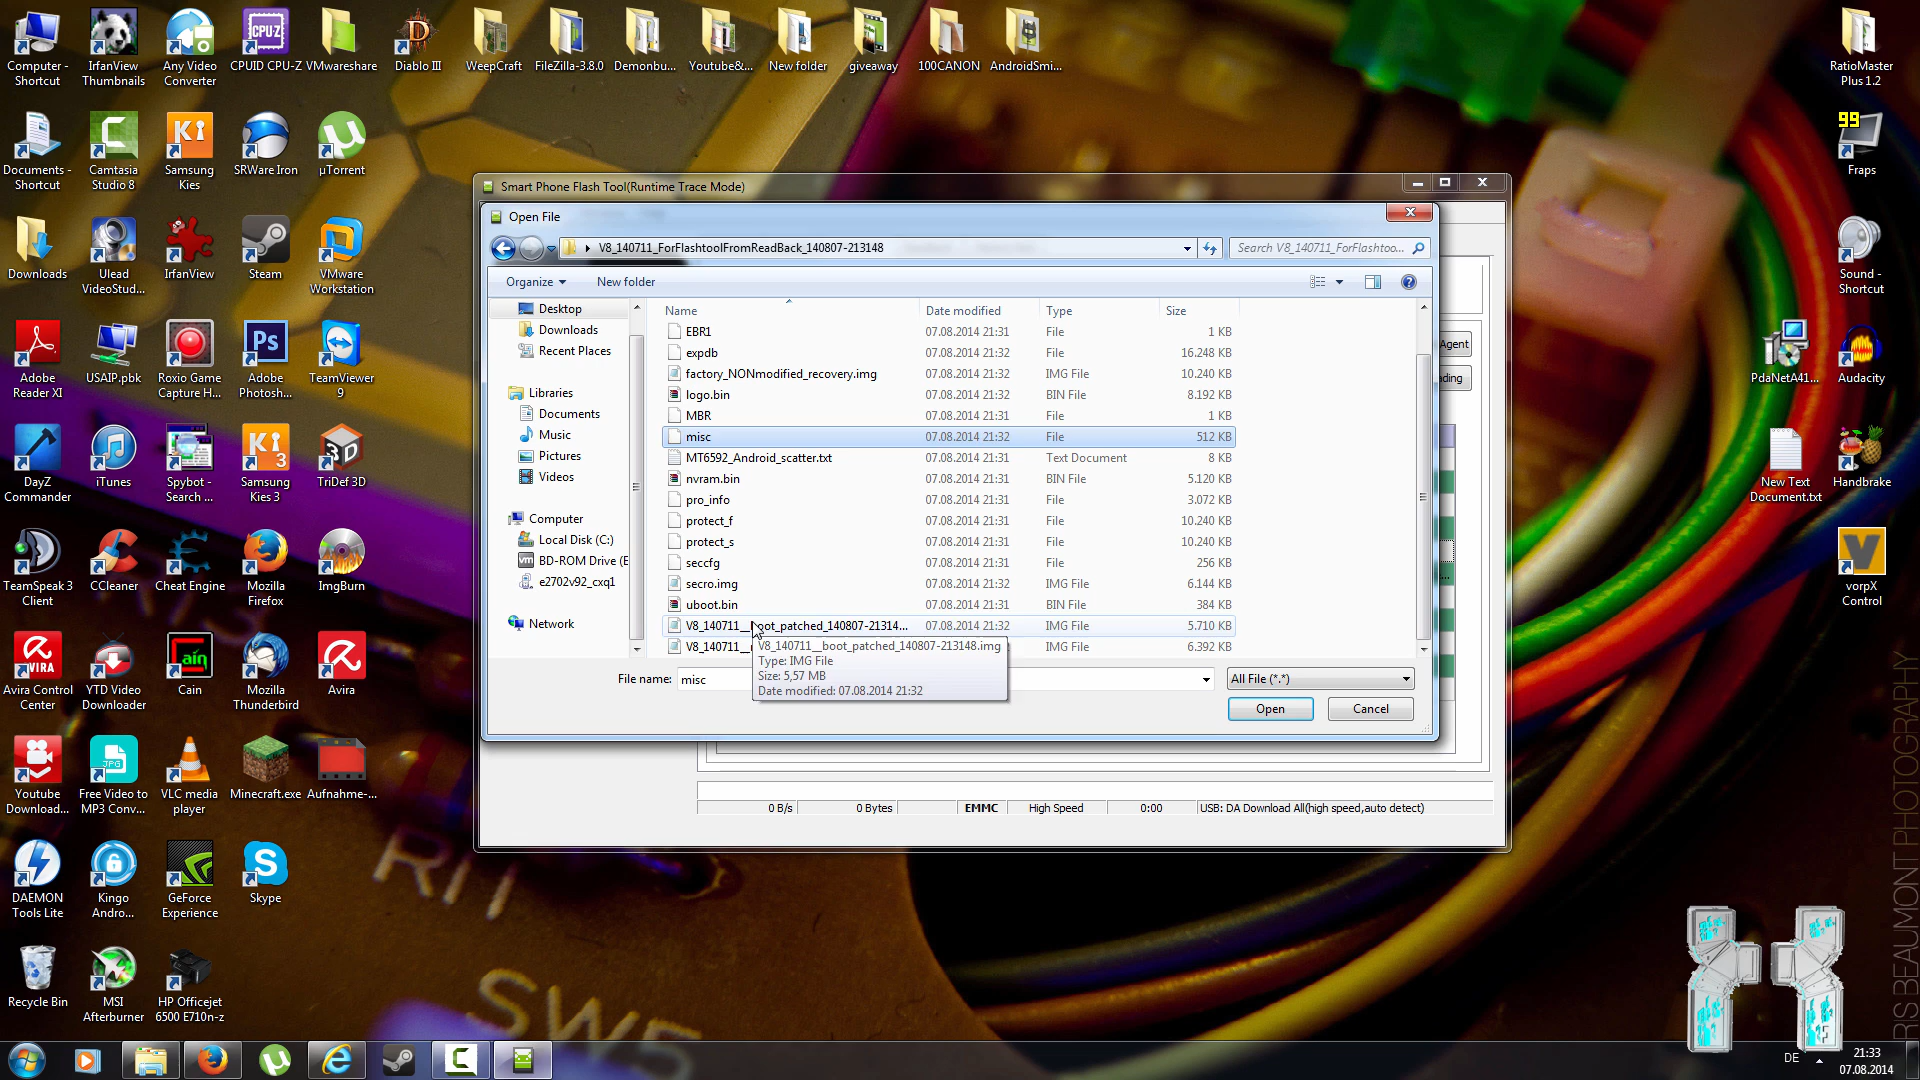 Computer - Shortcut
IrfanView Thumbnails
Any Video Converter
CPUID CPU-Z
VMwareshare
Diablo III
WeepCraft
FileZilla-3.8.0
Demonbu...
Youtube&...
New folder
giveaway
100CANON
AndroidSmi...
RatioMaster Plus 1.2
Documents - Shortcut
Camtasia Studio 8
Samsung Kies
SRWare Iron
µTorrent
99
Fraps
Downloads
Ulead VideoStud...
IrfanView
Steam
VMware Workstation
Sound - Shortcut
Adobe Reader XI
USAIP.pbk
Roxio Game Capture H...
Adobe Photosh...
TeamViewer 9
PdaNetA41...
Audacity
DayZ Commander
iTunes
Spybot - Search ...
Samsung Kies 3
TriDef 3D
New Text Document.txt
Handbrake
TeamSpeak 3 Client
CCleaner
Cheat Engine
Mozilla Firefox
ImgBurn
vorpX Control
Avira Control Center
YTD Video Downloader
Cain
Mozilla Thunderbird
Avira
Youtube Download...
Free Video to MP3 Conv...
VLC media player
Minecraft.exe
Aufnahme-...
DAEMON Tools Lite
Kingo Andro...
GeForce Experience
Skype
Recycle Bin
MSI Afterburner
HP Officejet 6500 E710n-z
Smart Phone Flash Tool(Runtime Trace Mode)
Open File
V8_140711_ForFlashtoolFromReadBack_140807-213148
Search V8_140711_ForFlashtoo...
Organize
New folder
Desktop
Downloads
Recent Places
Libraries
Documents
Music
Pictures
Videos
Computer
Local Disk (C:)
BD-ROM Drive (E
e2702v92_cxq1
Network
Name Date modified Type Size
EBR1 07.08.2014 21:31 File 1 KB
expdb 07.08.2014 21:32 File 16.248 KB
factory_NONmodified_recovery.img 07.08.2014 21:32 IMG File 10.240 KB
logo.bin 07.08.2014 21:32 BIN File 8.192 KB
MBR 07.08.2014 21:31 File 1 KB
misc 07.08.2014 21:32 File 512 KB
MT6592_Android_scatter.txt 07.08.2014 21:32 Text Document 8 KB
nvram.bin 07.08.2014 21:31 BIN File 5.120 KB
pro_info 07.08.2014 21:31 File 3.072 KB
protect_f 07.08.2014 21:31 File 10.240 KB
protect_s 07.08.2014 21:31 File 10.240 KB
seccfg 07.08.2014 21:31 File 256 KB
secro.img 07.08.2014 21:32 IMG File 6.144 KB
uboot.bin 07.08.2014 21:31 BIN File 384 KB
V8_140711__boot_patched_140807-21314... 07.08.2014 21:32 IMG File 5.710 KB
V8_140711__ IMG File 6.392 KB
V8_140711__boot_patched_140807-213148.img
Type: IMG File
Size: 5,57 MB
Date modified: 07.08.2014 21:32
File name: misc
All File (*.*)
Open
Cancel
Agent
ding
0 B/s 0 Bytes EMMC High Speed 0:00 USB: DA Download All(high speed,auto detect)
RS BEAUMONT PHOTOGRAPHY
DE
21:33
07.08.2014